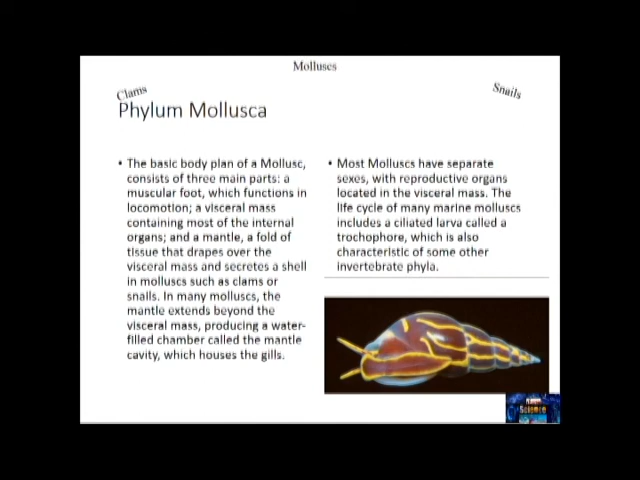 Molluscs
Clams
Snails
Phylum Mollusca
• The basic body plan of a Mollusc,
consists of three main parts: a
muscular foot, which functions in
locomotion; a visceral mass
containing most of the internal
organs; and a mantle, a fold of
tissue that drapes over the
visceral mass and secretes a shell
in molluscs such as clams or
snails. In many molluscs, the
mantle extends beyond the
visceral mass, producing a water-
filled chamber called the mantle
cavity, which houses the gills.
• Most Molluscs have separate
sexes, with reproductive organs
located in the visceral mass. The
life cycle of many marine molluscs
includes a ciliated larva called a
trochophore, which is also
characteristic of some other
invertebrate phyla.
Science